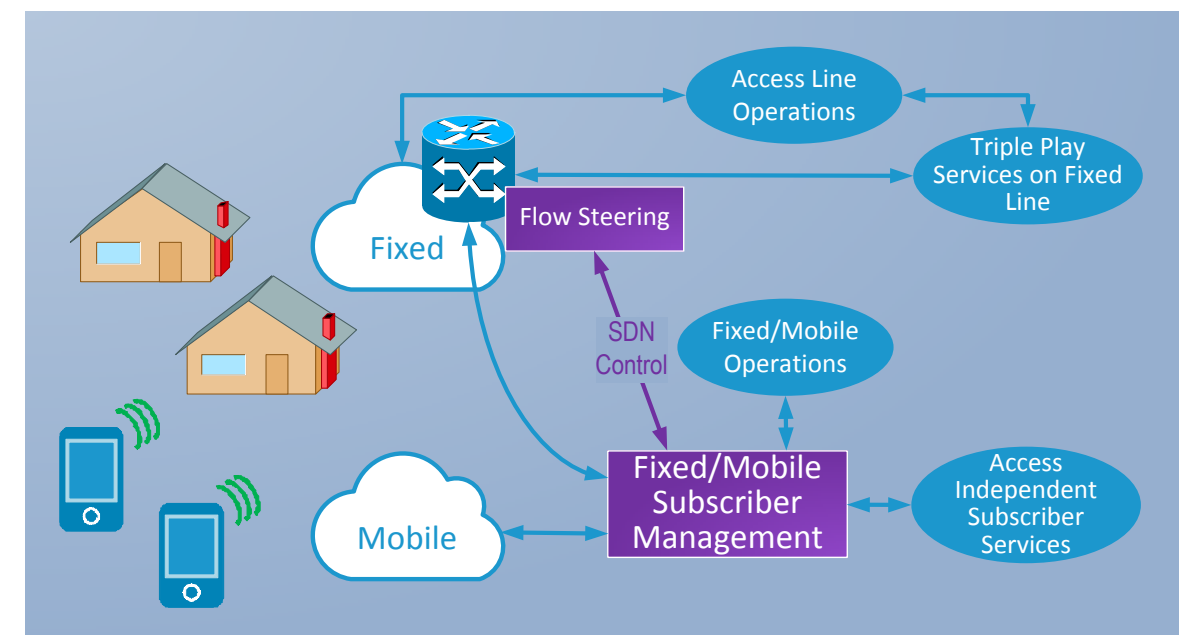 Access Line
Operations
Triple Play
Services on Fixed
Line
Flow Steering
Fixed
SDN
Control
Fixed/Mobile
Operations
Fixed/Mobile
Subscriber
Management
Access
Independent
Subscriber
Services
Mobile